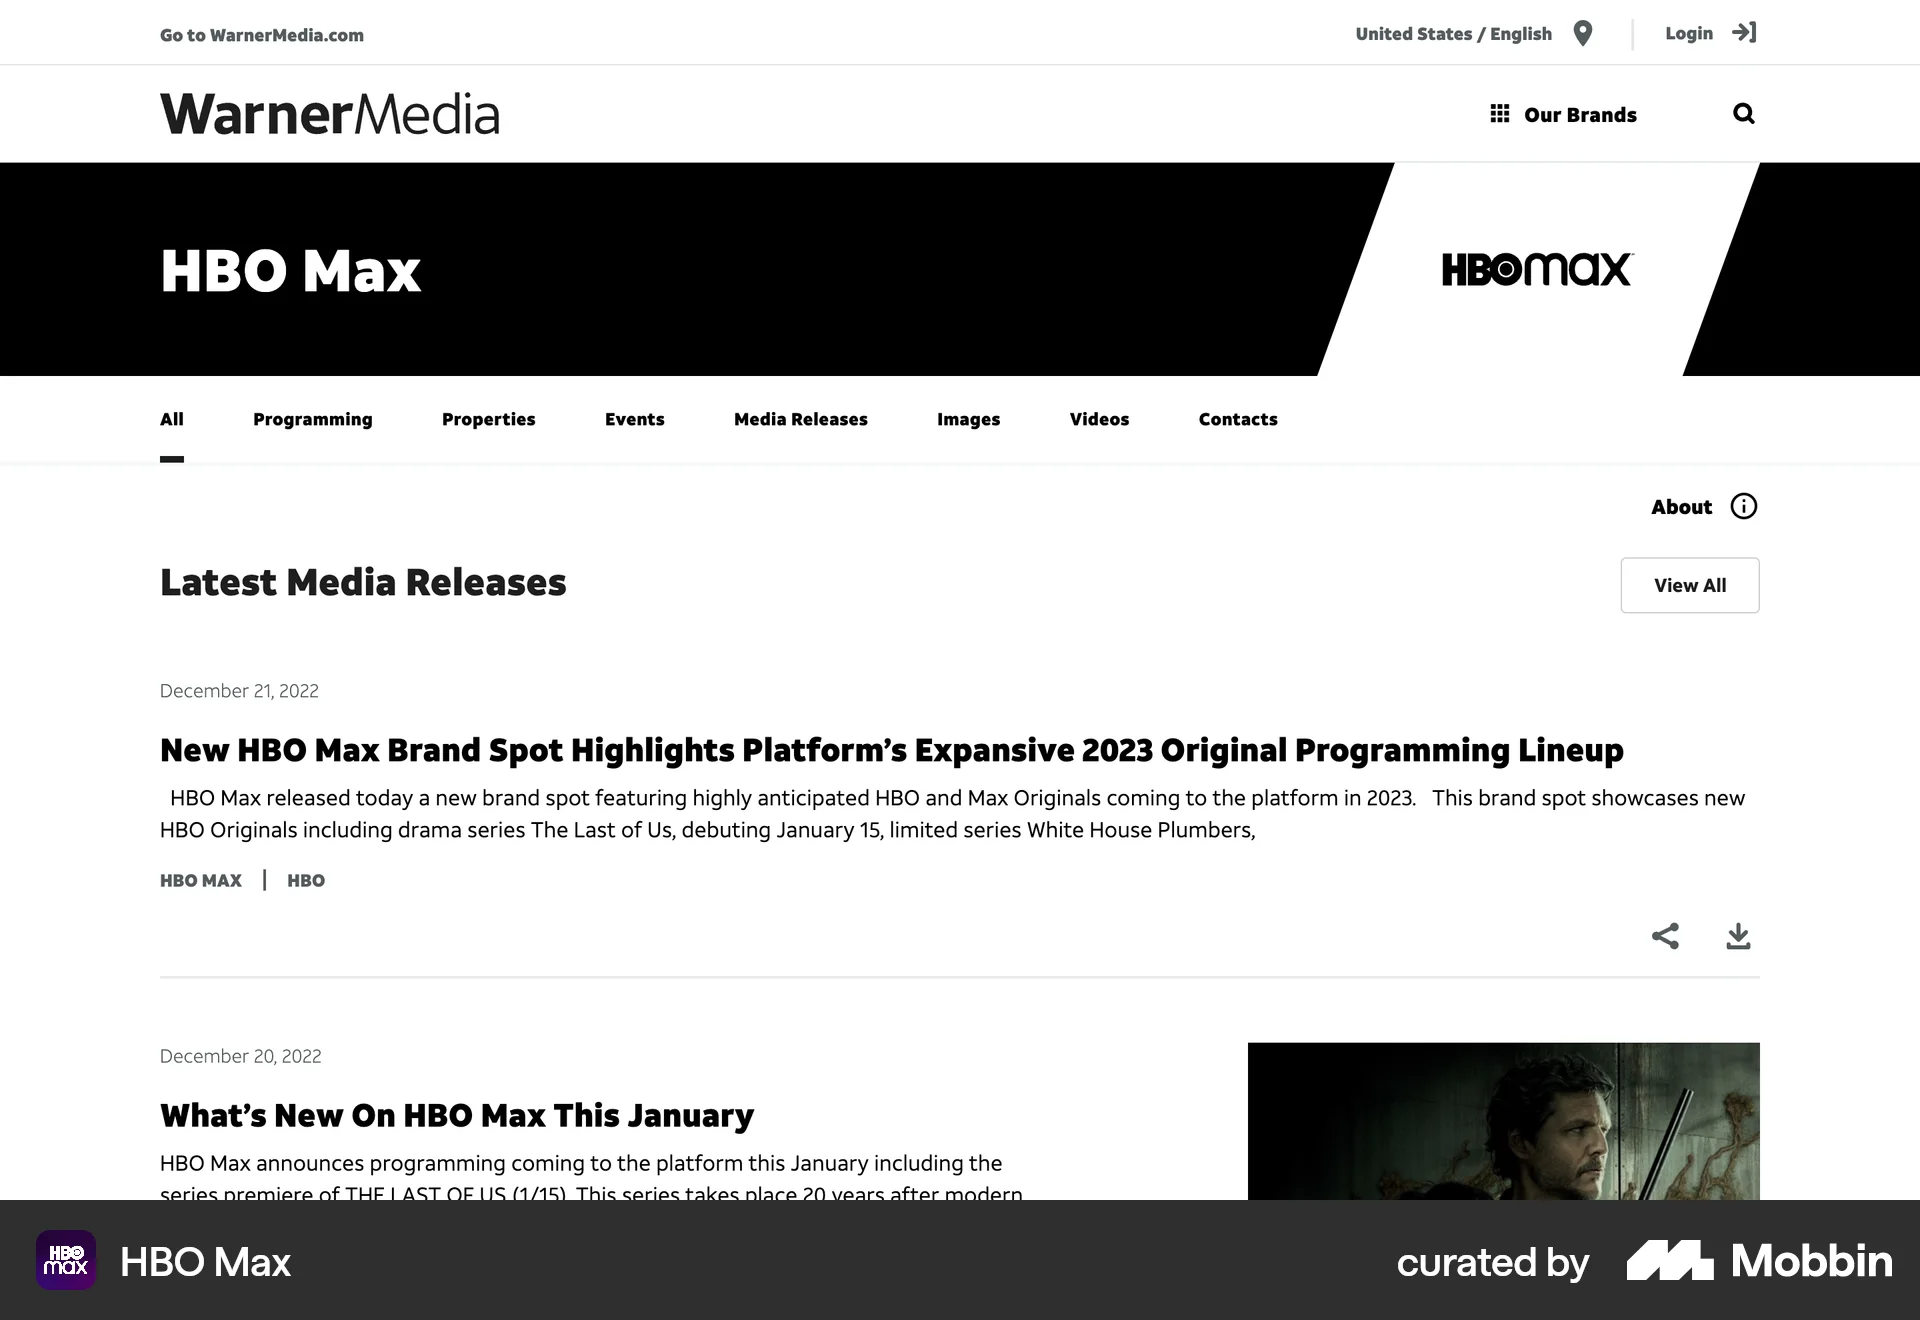 Go to WarnerMedia.com
United States / English
Login
WarnerMedia
Our Brands
HBO Max
HBOmax
All
Programming
Properties
Events
Media Releases
Images
Videos
Contacts
About
Latest Media Releases
View All
December 21, 2022
New HBO Max Brand Spot Highlights Platform’s Expansive 2023 Original Programming Lineup
HBO Max released today a new brand spot featuring highly anticipated HBO and Max Originals coming to the platform in 2023. This brand spot showcases new
HBO Originals including drama series The Last of Us, debuting January 15, limited series White House Plumbers,
HBO MAX | HBO
December 20, 2022
What’s New On HBO Max This January
HBO Max announces programming coming to the platform this January including the
series premiere of THE LAST OF US (1/15). This series takes place 20 years after modern
HBO
max
HBO Max
curated by
Mobbin